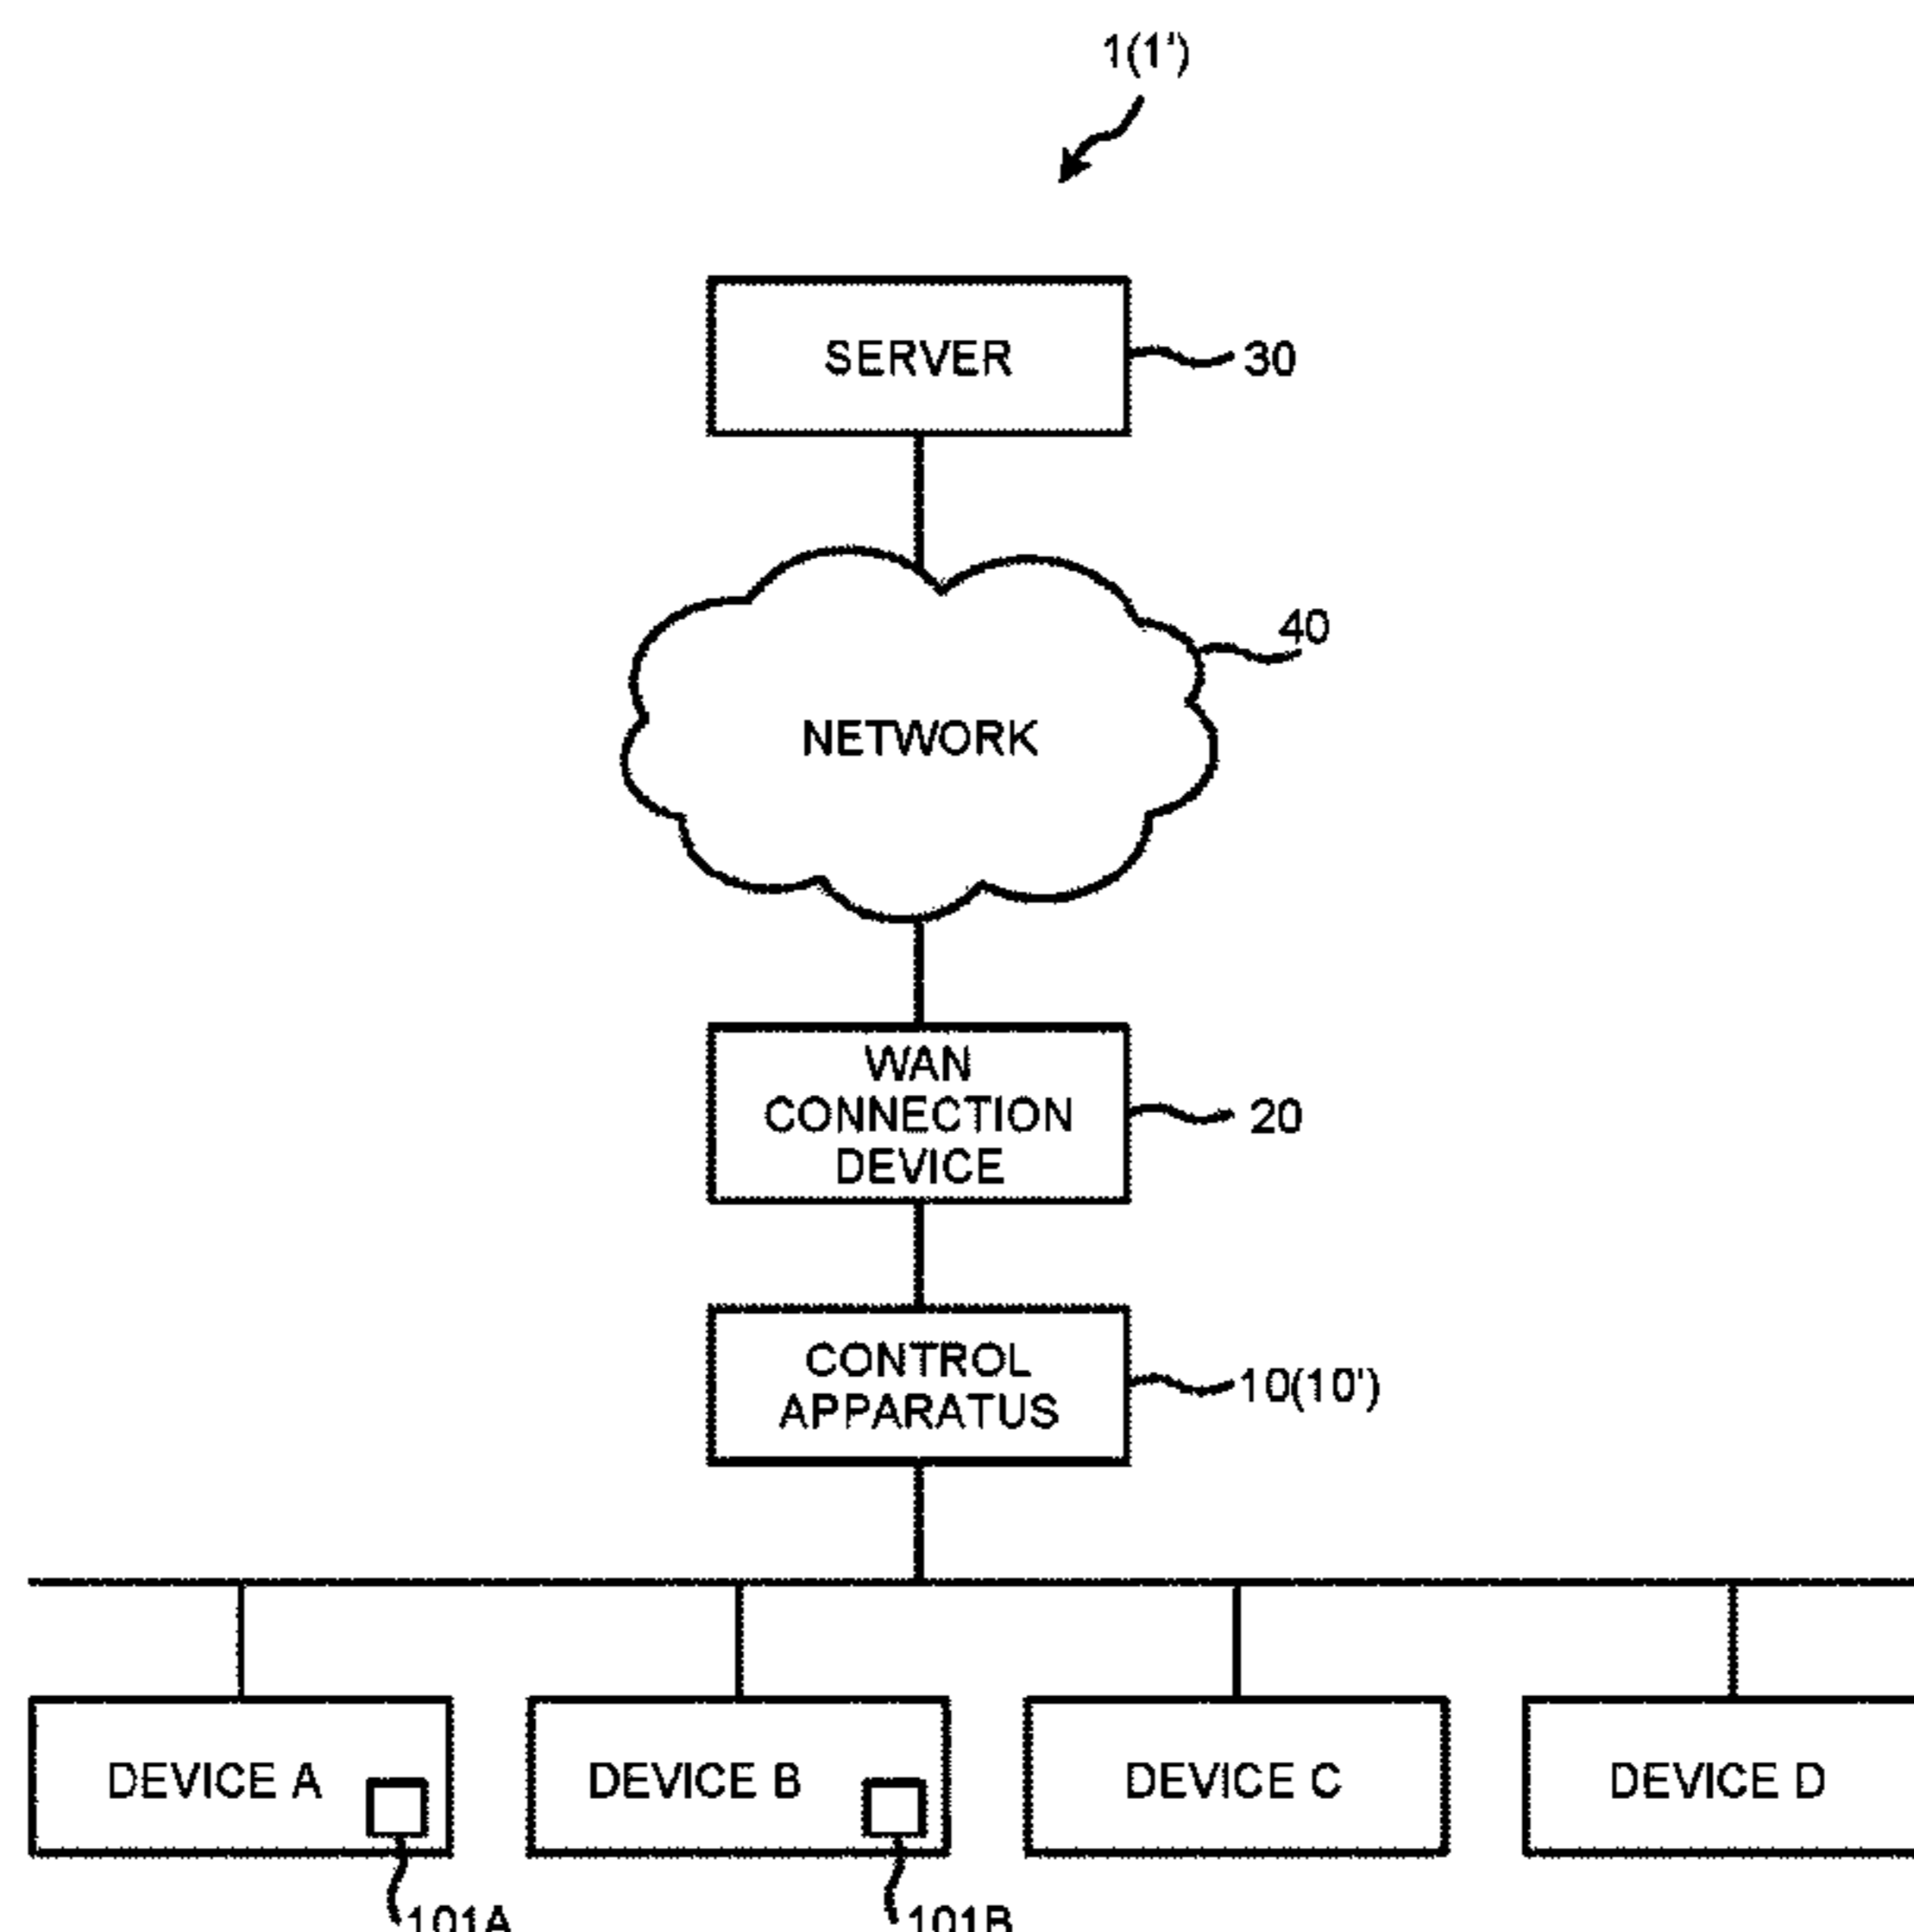 1(1')
SERVER
30
40
NETWORK
WAN
CONNECTION
DEVICE
20
CONTROL
APPARATUS
10(10')
DEVICE A
DEVICE B
DEVICE C
DEVICE D
101A
101B